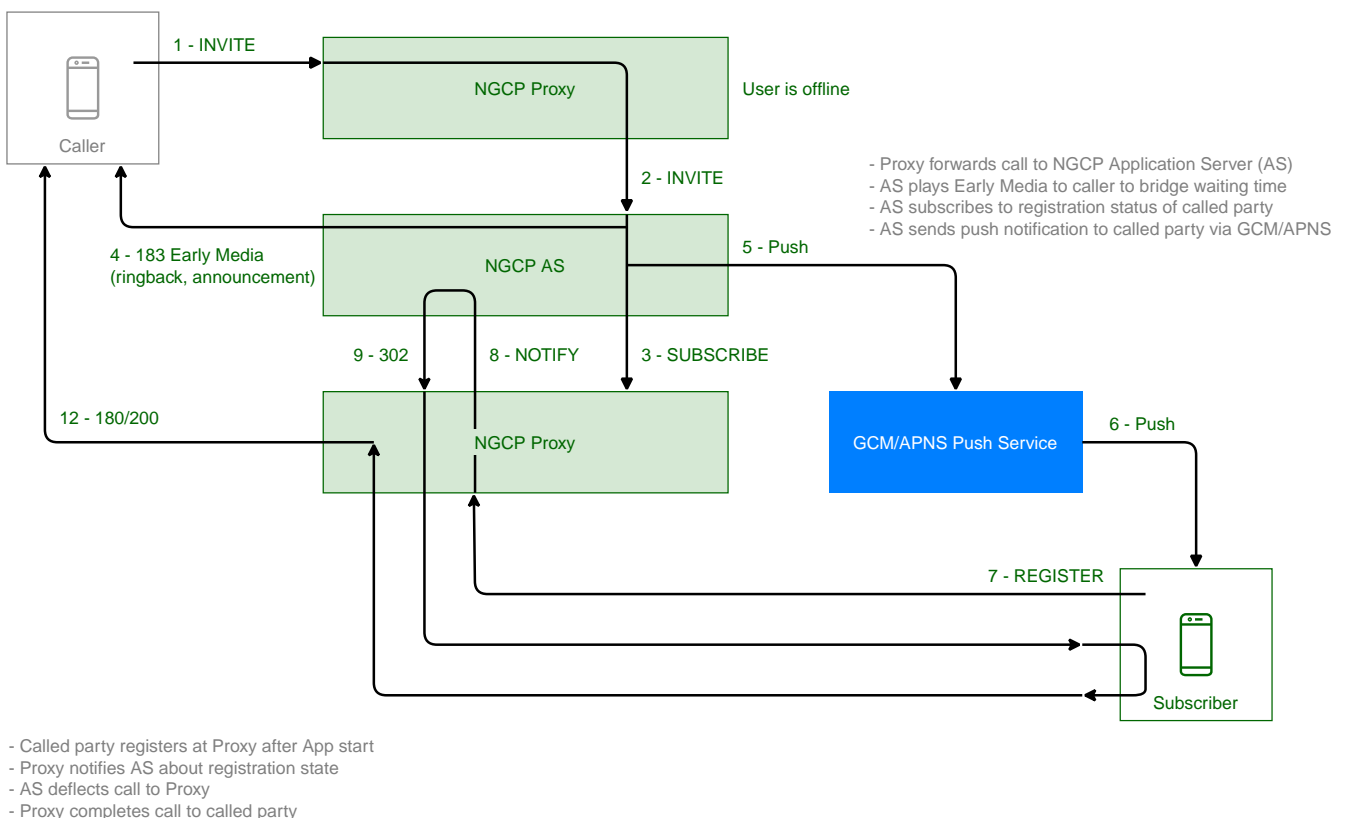 1 - INVITE
NGCP Proxy
User is offline
Caller
2 - INVITE
- Proxy forwards call to NGCP Application Server (AS)
- AS plays Early Media to caller to bridge waiting time
- AS subscribes to registration status of called party
- AS sends push notification to called party via GCM/APNS
4 - 183 Early Media
(ringback, announcement)
NGCP AS
5 - Push
9 - 302
8 - NOTIFY
3 - SUBSCRIBE
12 - 180/200
NGCP Proxy
GCM/APNS Push Service
6 - Push
7 - REGISTER
Subscriber
- Called party registers at Proxy after App start
- Proxy notifies AS about registration state
- AS deflects call to Proxy
- Proxy completes call to called party